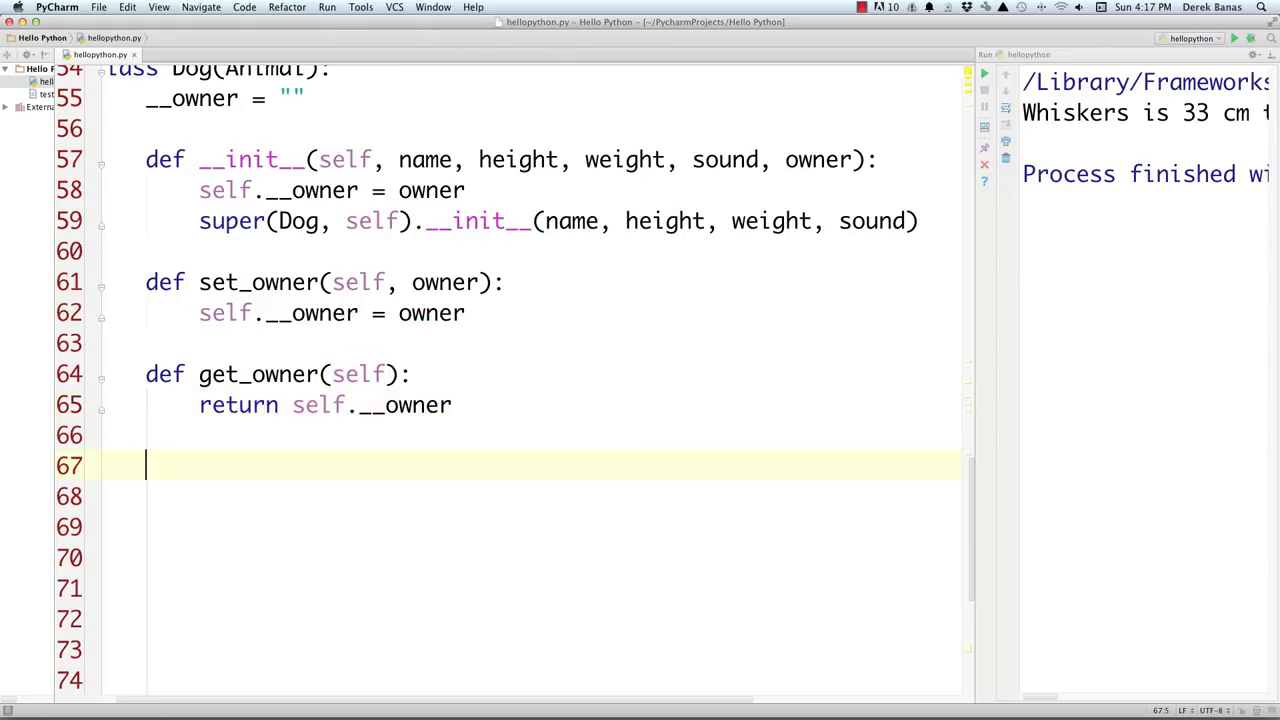 PyCharm File Edit View Navigate Code Refactor Run Tools VCS Window Help 10 Sun 4:17 PM Derek Banas
hellopython.py – Hello Python – [~/PycharmProjects/Hello Python]
Hello Python hellopython.py hellopython
hellopython.py × Run hellopython
Hello P
hell
test
Externa
54 lass Dog(Animal):
55 __owner = ""
56
57 def __init__(self, name, height, weight, sound, owner):
58 self.__owner = owner
59 super(Dog, self).__init__(name, height, weight, sound)
60
61 def set_owner(self, owner):
62 self.__owner = owner
63
64 def get_owner(self):
65 return self.__owner
66
67
68
69
70
71
72
73
74
/Library/Frameworks
Whiskers is 33 cm t
Process finished wi
67:5 LF UTF-8